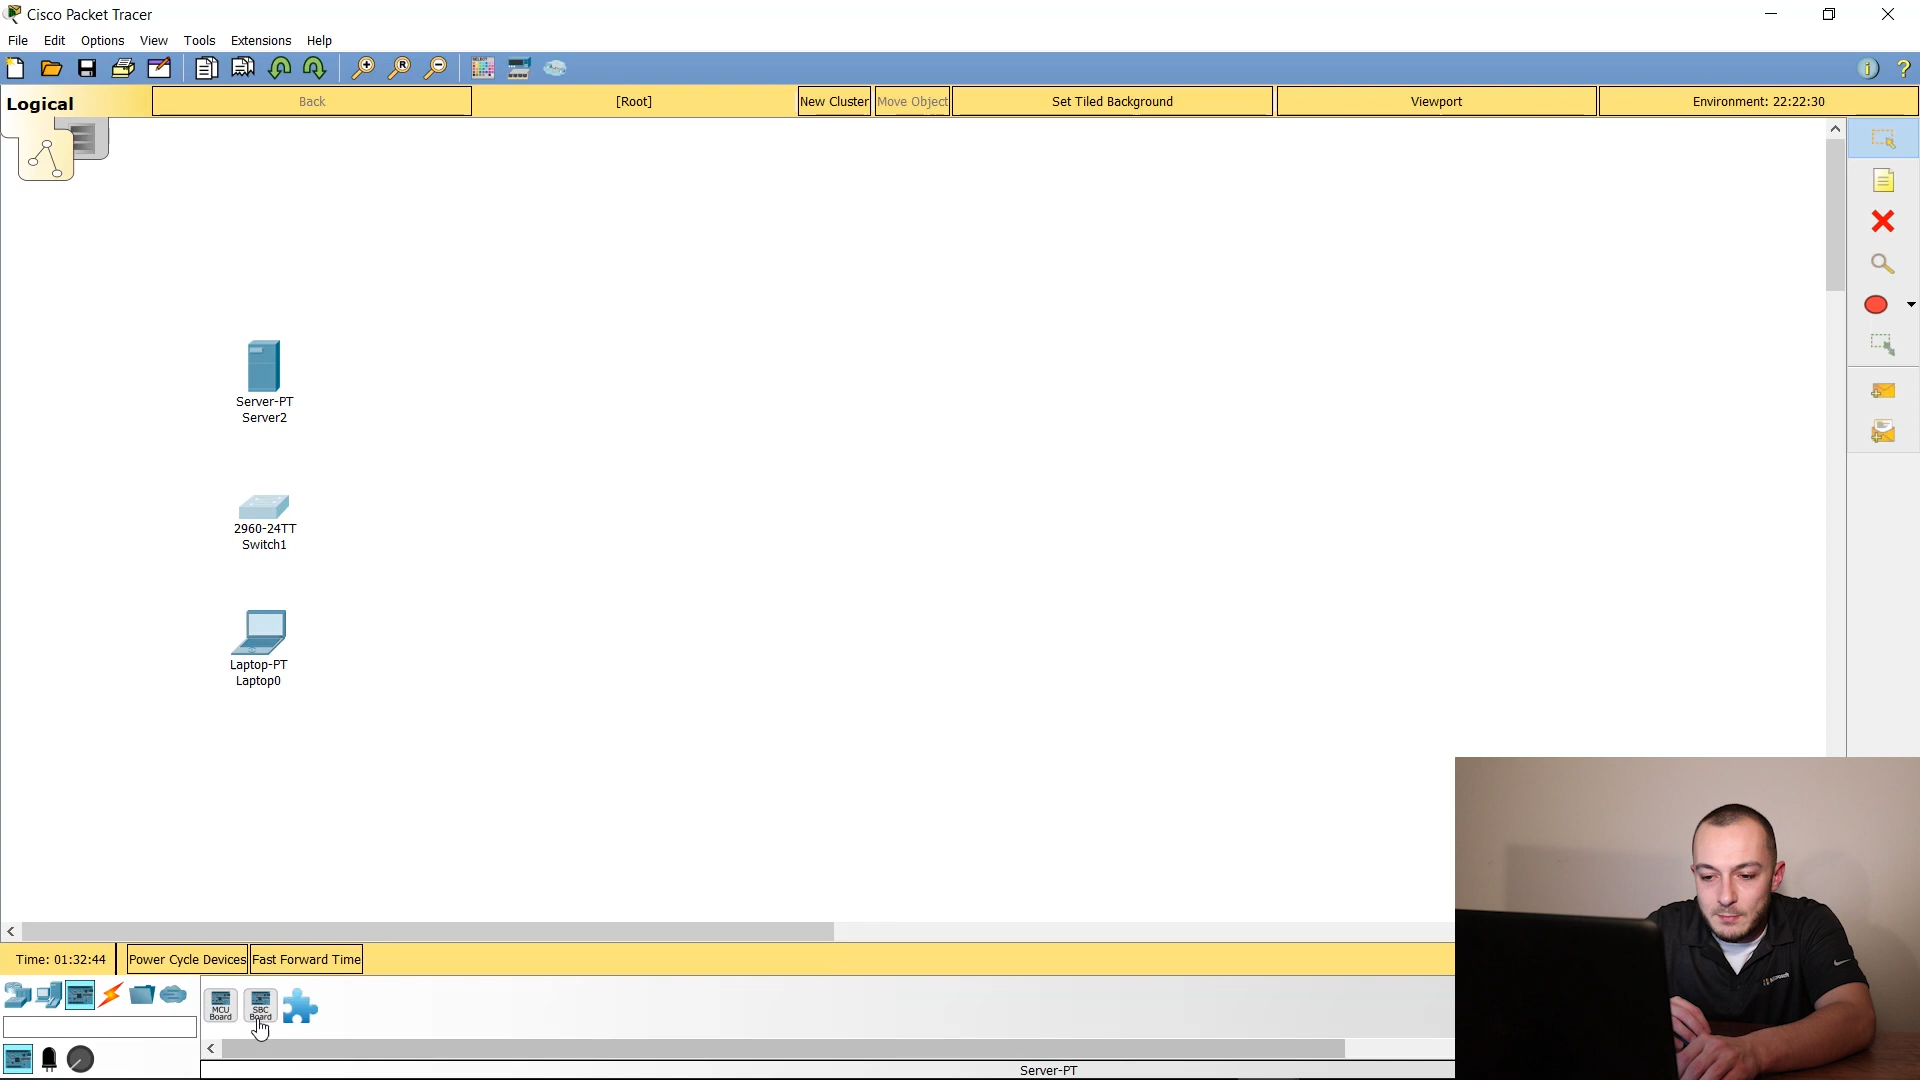 Cisco Packet Tracer
File Edit Options View Tools Extensions Help
Logical Back [Root] New Cluster Move Object Set Tiled Background Viewport Environment: 22:22:30
Server-PT
Server2
2960-24TT
Switch1
Laptop-PT
Laptop0
Time: 01:32:44 Power Cycle Devices Fast Forward Time
MCU Board
SBC Board
Server-PT